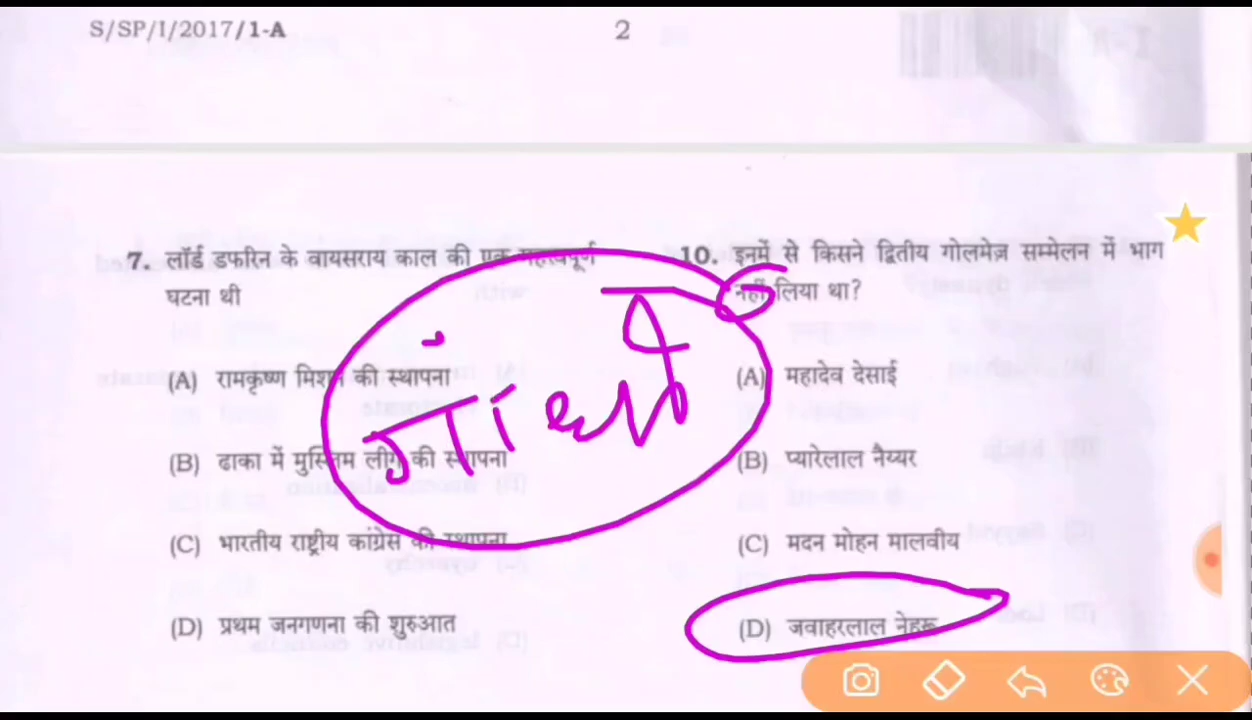 S/SP/I/2017/1-A
2
7. लॉर्ड डफरिन के वायसराय काल की एक महत्त्वपूर्ण
घटना थी
(A) रामकृष्ण मिशन की स्थापना
(B) ढाका में मुस्लिम लीग की स्थापना
(C) भारतीय राष्ट्रीय कांग्रेस की स्थापना
(D) प्रथम जनगणना की शुरुआत
गांधी
10. इनमें से किसने द्वितीय गोलमेज़ सम्मेलन में भाग
नहीं लिया था?
(A) महादेव देसाई
(B) प्यारेलाल नैय्यर
(C) मदन मोहन मालवीय
(D) जवाहरलाल नेहरू